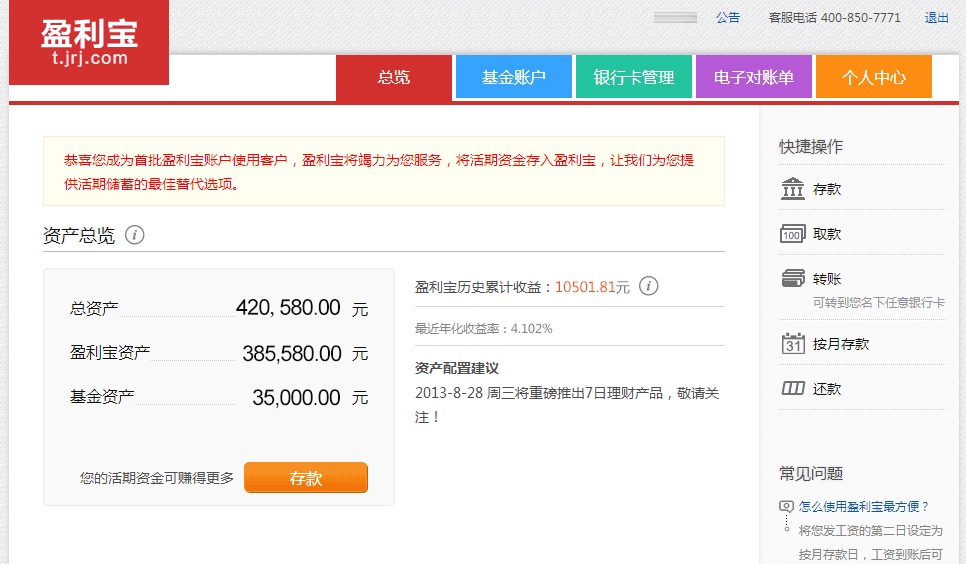 盈利宝
t.jrj.com
公告 客服电话 400-850-7771 退出
总览 基金账户 银行卡管理 电子对账单 个人中心
恭喜您成为首批盈利宝账户使用客户，盈利宝将竭力为您服务，将活期资金存入盈利宝，让我们为您提
供活期储蓄的最佳替代选项。
资产总览 i
总资产 420,580.00 元
盈利宝资产 385,580.00 元
基金资产 35,000.00 元
您的活期资金可赚得更多 存款
盈利宝历史累计收益：10501.81元 i
最近年化收益率：4.102%
资产配置建议
2013-8-28 周三将重磅推出7日理财产品，敬请关
注！
快捷操作
存款
100 取款
转账
可转到您名下任意银行卡
31 按月存款
还款
常见问题
怎么使用盈利宝最方便？
将您发工资的第二日设定为
按月存款日，工资到账后可